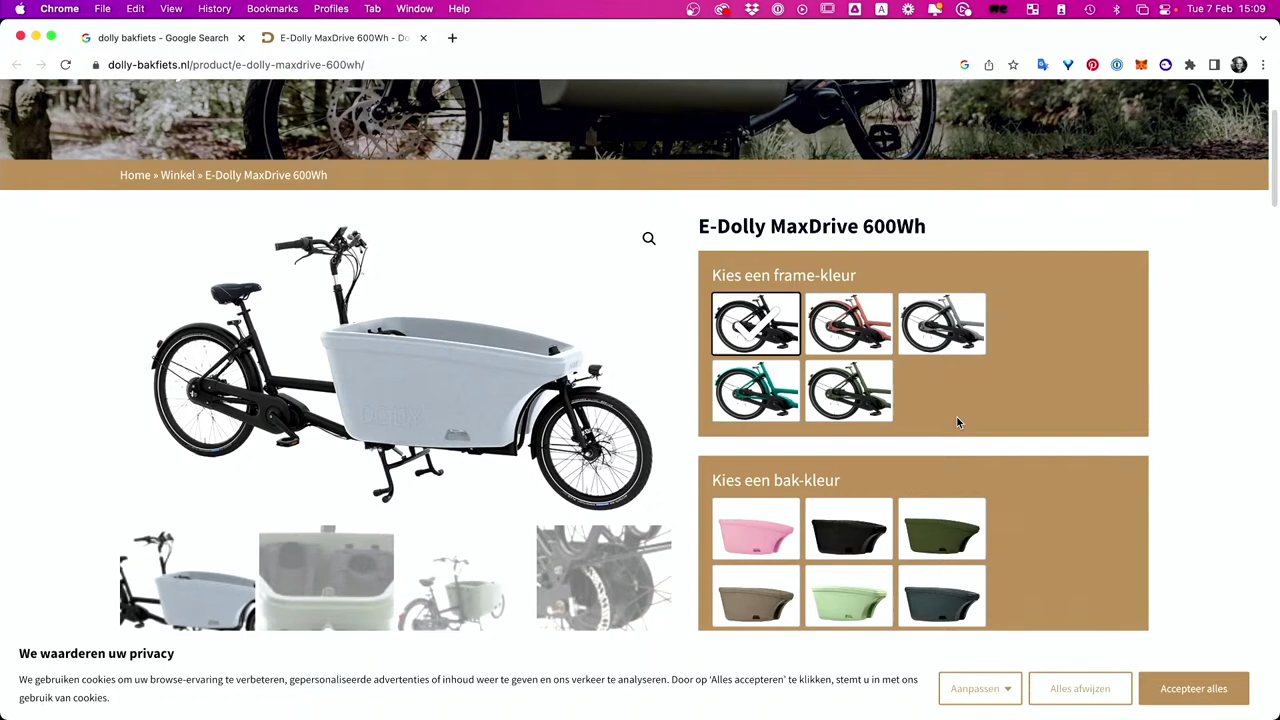 Chrome File Edit View History Bookmarks Profiles Tab Window Help Tue 7 Feb 15:09
dolly bakfiets - Google Search E-Dolly MaxDrive 600Wh - Do
dolly-bakfiets.nl/product/e-dolly-maxdrive-600wh/
Home » Winkel » E-Dolly MaxDrive 600Wh
E-Dolly MaxDrive 600Wh
Kies een frame-kleur
Kies een bak-kleur
We waarderen uw privacy
We gebruiken cookies om uw browse-ervaring te verbeteren, gepersonaliseerde advertenties of inhoud weer te geven en ons verkeer te analyseren. Door op 'Alles accepteren' te klikken, stemt u in met ons
gebruik van cookies.
Aanpassen Alles afwijzen Accepteer alles